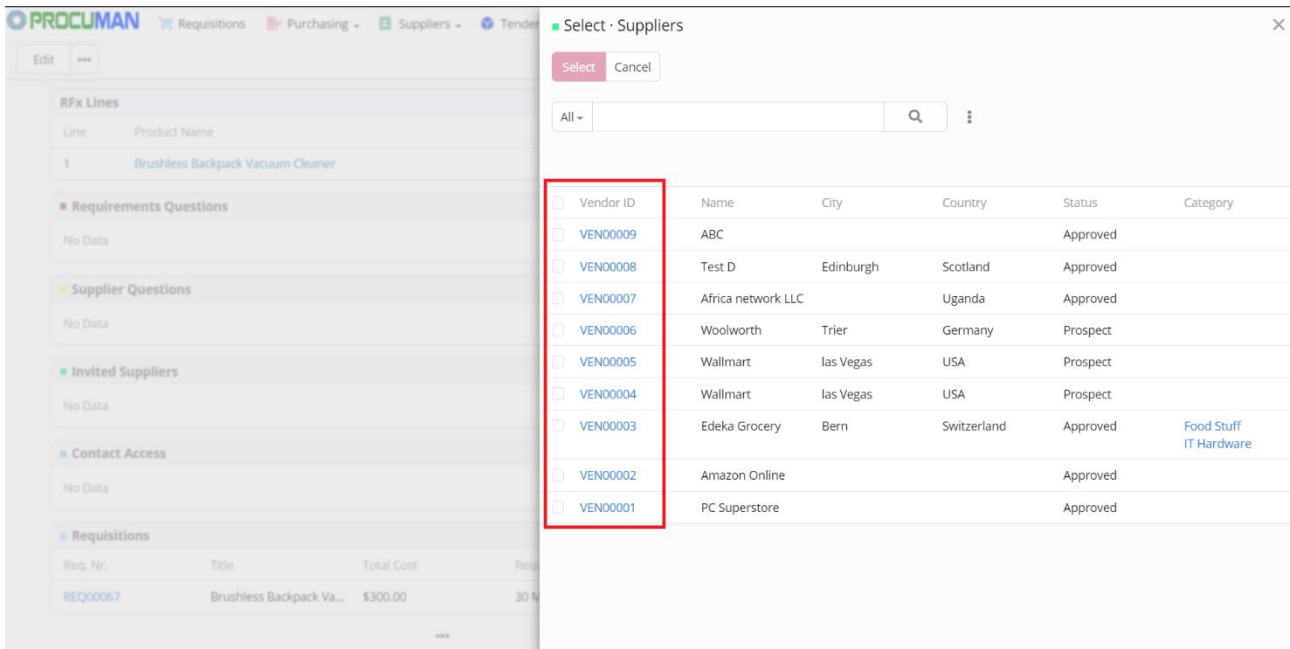 PROCUMAN Requisitions Purchasing Suppliers Tender
Edit
RFx Lines
Line Product Name
1 Brushless Backpack Vacuum Cleaner
Requirements Questions
No Data
Supplier Questions
No Data
Invited Suppliers
No Data
Contact Access
No Data
Requisitions
Req. Nr. Title Total Cost Requ
REQ00067 Brushless Backpack Va... $300.00 30 M
Select · Suppliers
Select Cancel
All
Vendor ID Name City Country Status Category
VEN00009 ABC Approved
VEN00008 Test D Edinburgh Scotland Approved
VEN00007 Africa network LLC Uganda Approved
VEN00006 Woolworth Trier Germany Prospect
VEN00005 Wallmart las Vegas USA Prospect
VEN00004 Wallmart las Vegas USA Prospect
VEN00003 Edeka Grocery Bern Switzerland Approved Food Stuff
IT Hardware
VEN00002 Amazon Online Approved
VEN00001 PC Superstore Approved